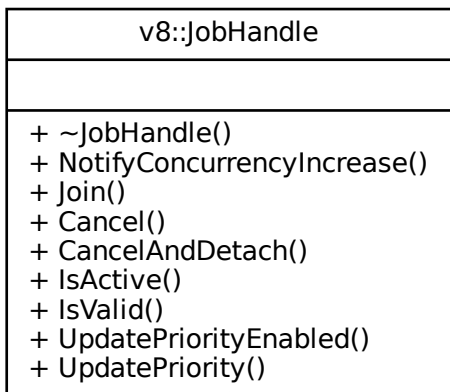 v8::JobHandle
+ ~JobHandle()
+ NotifyConcurrencyIncrease()
+ Join()
+ Cancel()
+ CancelAndDetach()
+ IsActive()
+ IsValid()
+ UpdatePriorityEnabled()
+ UpdatePriority()